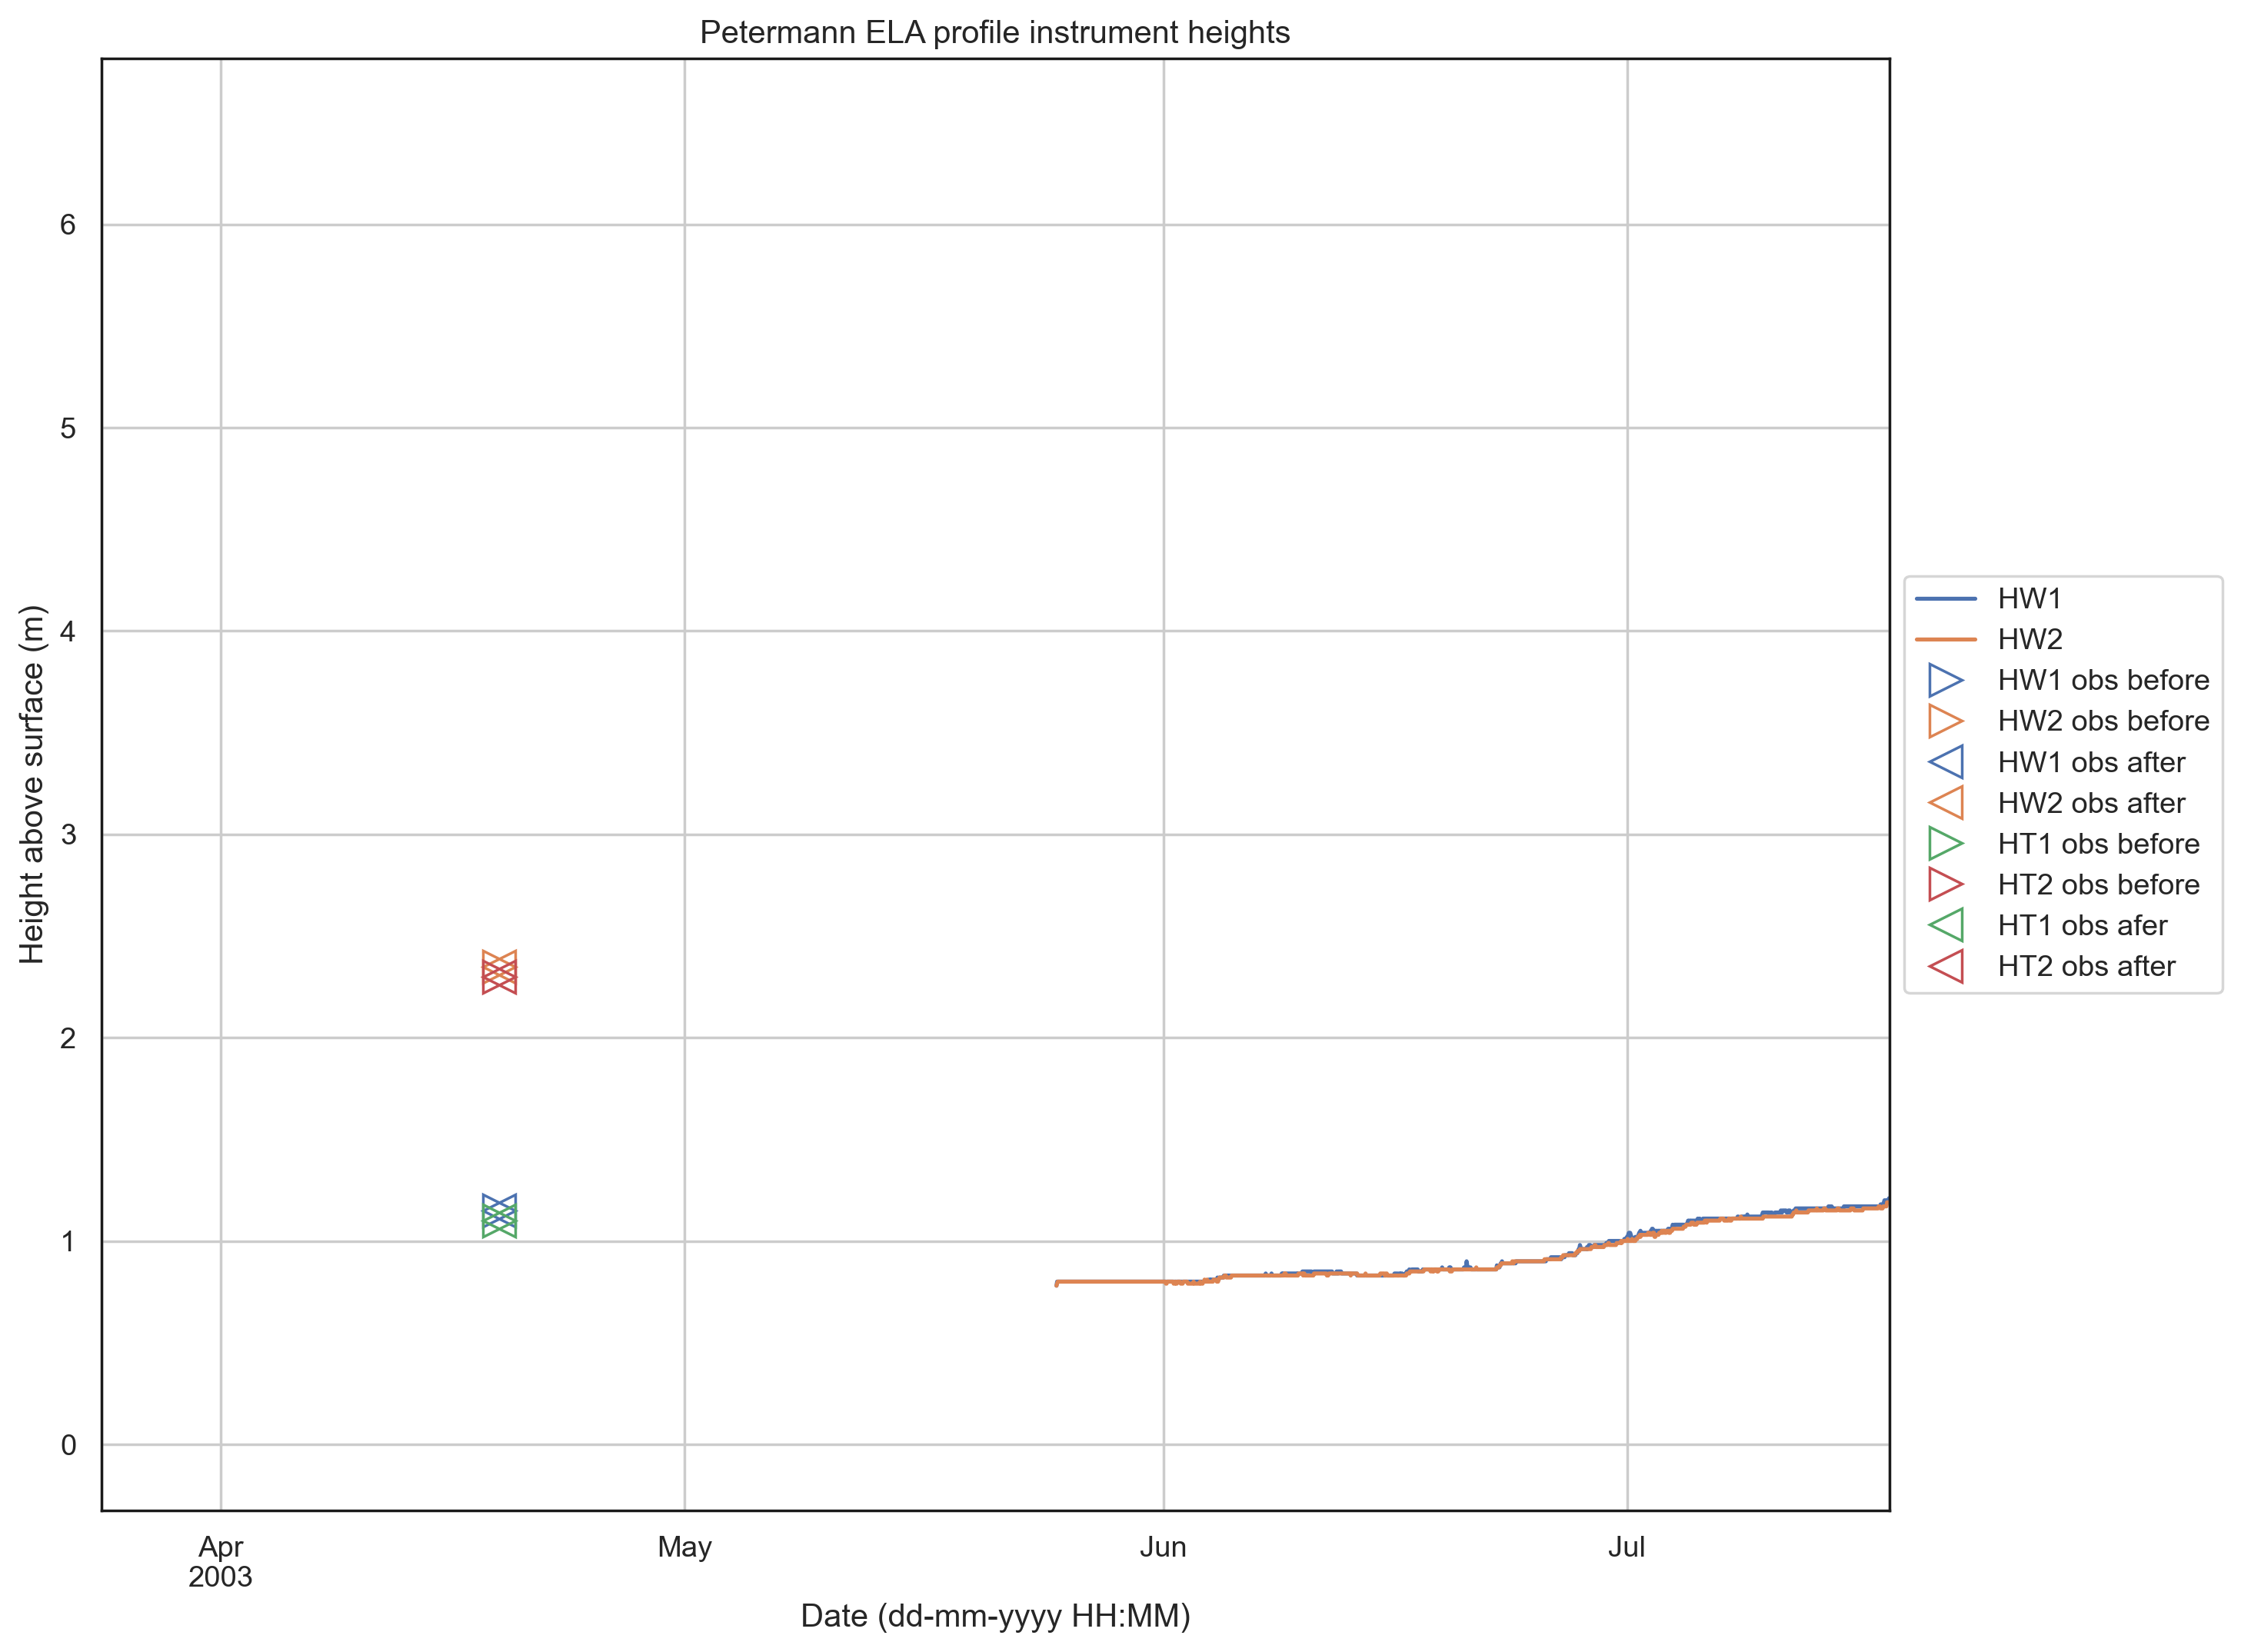 Petermann ELA profile instrument heights
Height above surface (m)
6
5
4
3
2
1
0
Apr
2003
May
Jun
Jul
Date (dd-mm-yyyy HH:MM)
HW1
HW2
HW1 obs before
HW2 obs before
HW1 obs after
HW2 obs after
HT1 obs before
HT2 obs before
HT1 obs afer
HT2 obs after